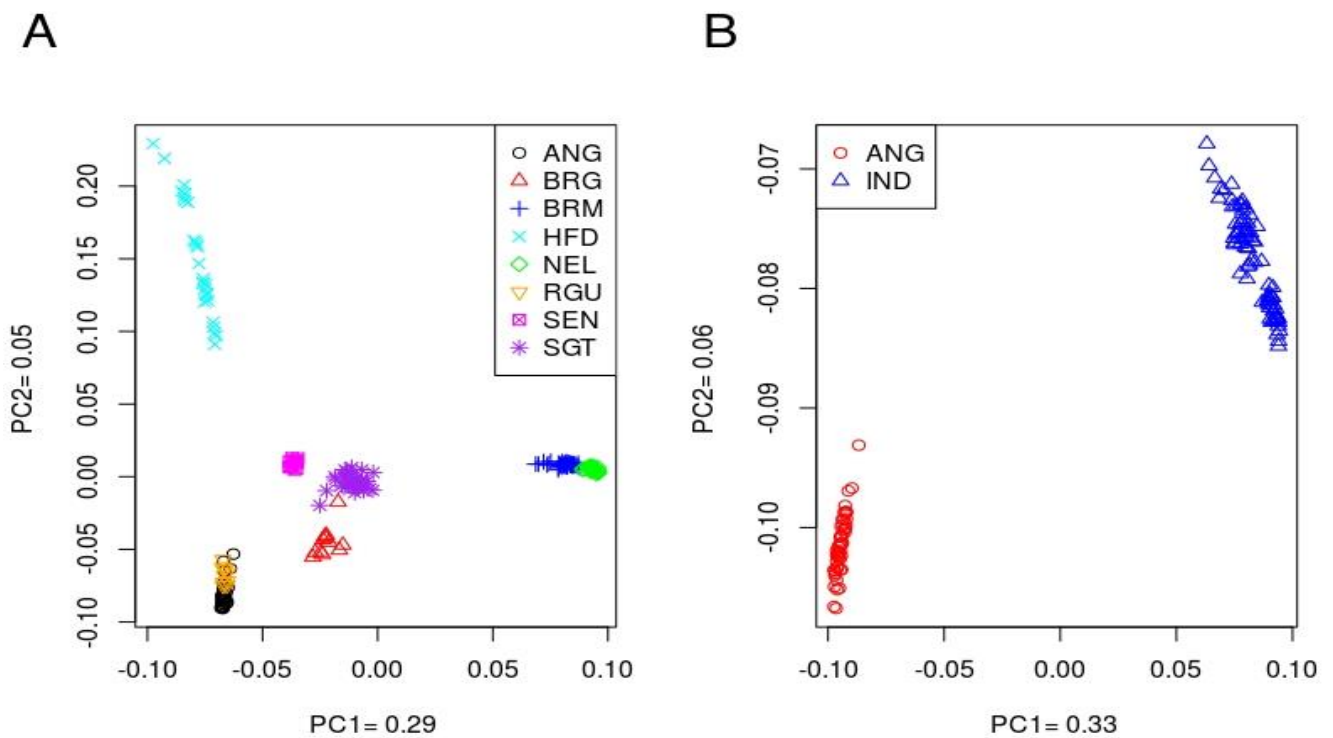 A
B
ANG
BRG
BRM
HFD
NEL
RGU
SEN
SGT
PC2= 0.05
0.20
0.15
0.10
0.05
0.00
-0.05
-0.10
-0.10
-0.05
0.00
0.05
0.10
PC1= 0.29
ANG
IND
PC2= 0.06
-0.07
-0.08
-0.09
-0.10
-0.10
-0.05
0.00
0.05
0.10
PC1= 0.33